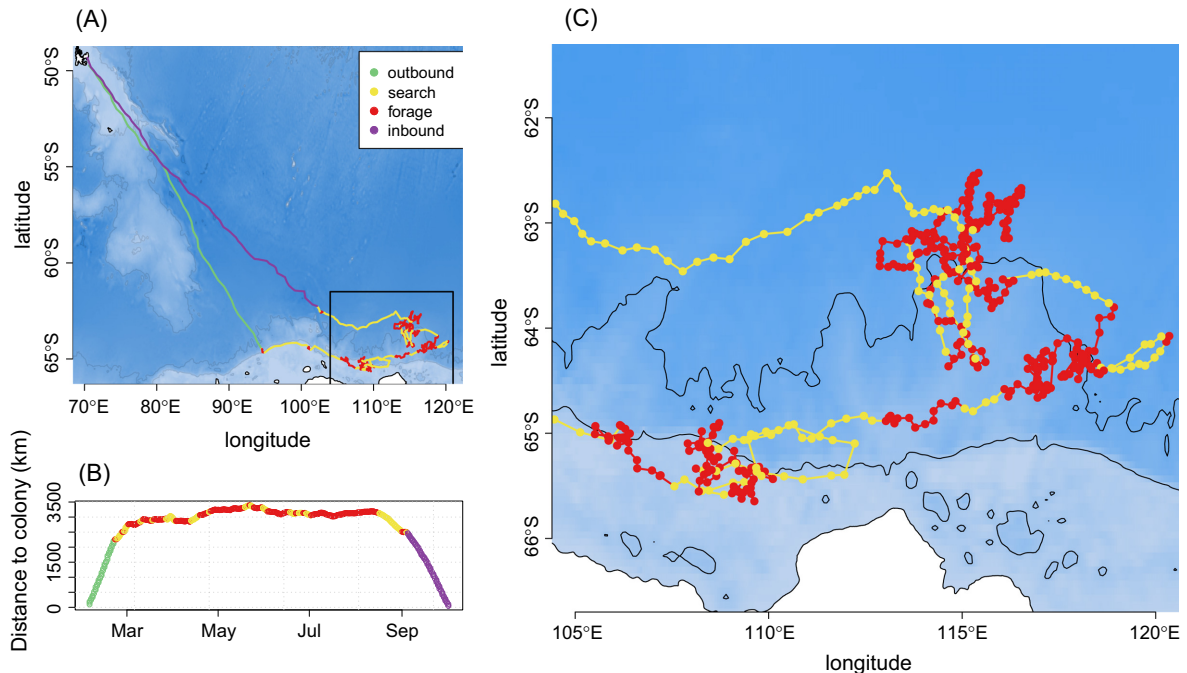 (A)
50°S
55°S
60°S
65°S
latitude
outbound
search
forage
inbound
70°E 80°E 90°E 100°E 110°E 120°E
longitude
(B)
Distance to colony (km)
3500
1500
0
Mar May Jul Sep
(C)
62°S
63°S
64°S
65°S
66°S
latitude
105°E 110°E 115°E 120°E
longitude